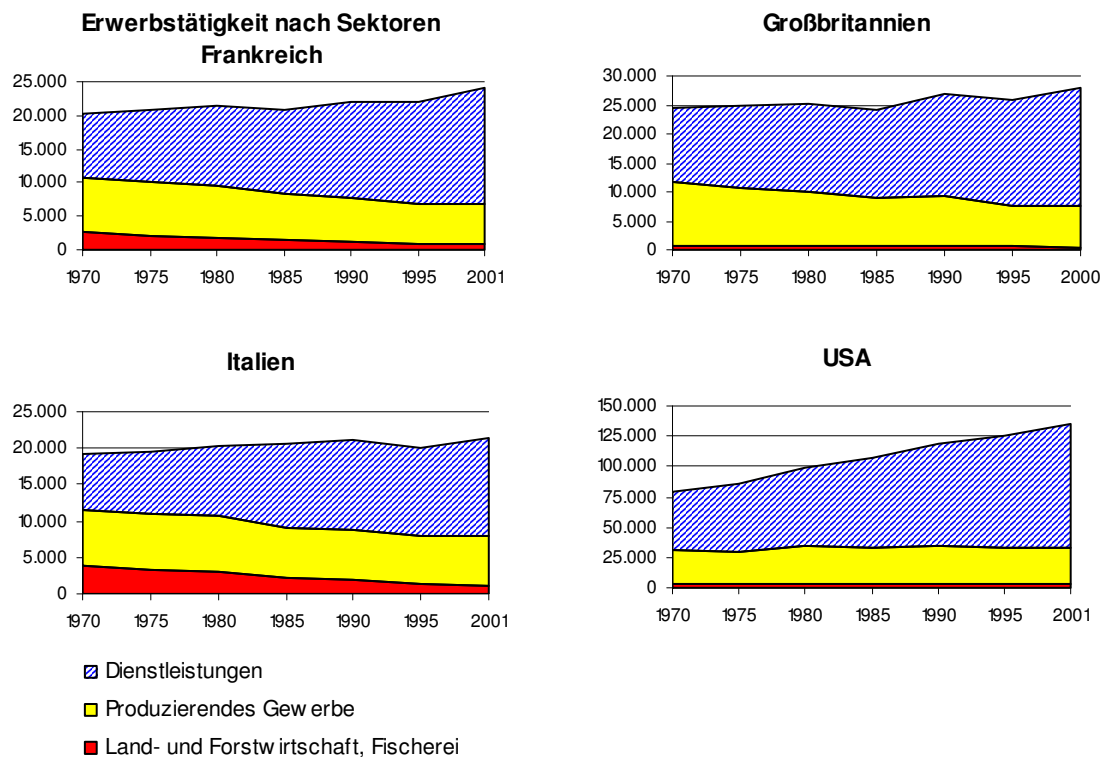 Erwerbstätigkeit nach Sektoren
Frankreich
25.000
20.000
15.000
10.000
5.000
0
1970 1975 1980 1985 1990 1995 2001
Großbritannien
30.000
25.000
20.000
15.000
10.000
5.000
0
1970 1975 1980 1985 1990 1995 2000
Italien
25.000
20.000
15.000
10.000
5.000
0
1970 1975 1980 1985 1990 1995 2001
USA
150.000
125.000
100.000
75.000
50.000
25.000
0
1970 1975 1980 1985 1990 1995 2001
Dienstleistungen
Produzierendes Gewerbe
Land- und Forstwirtschaft, Fischerei